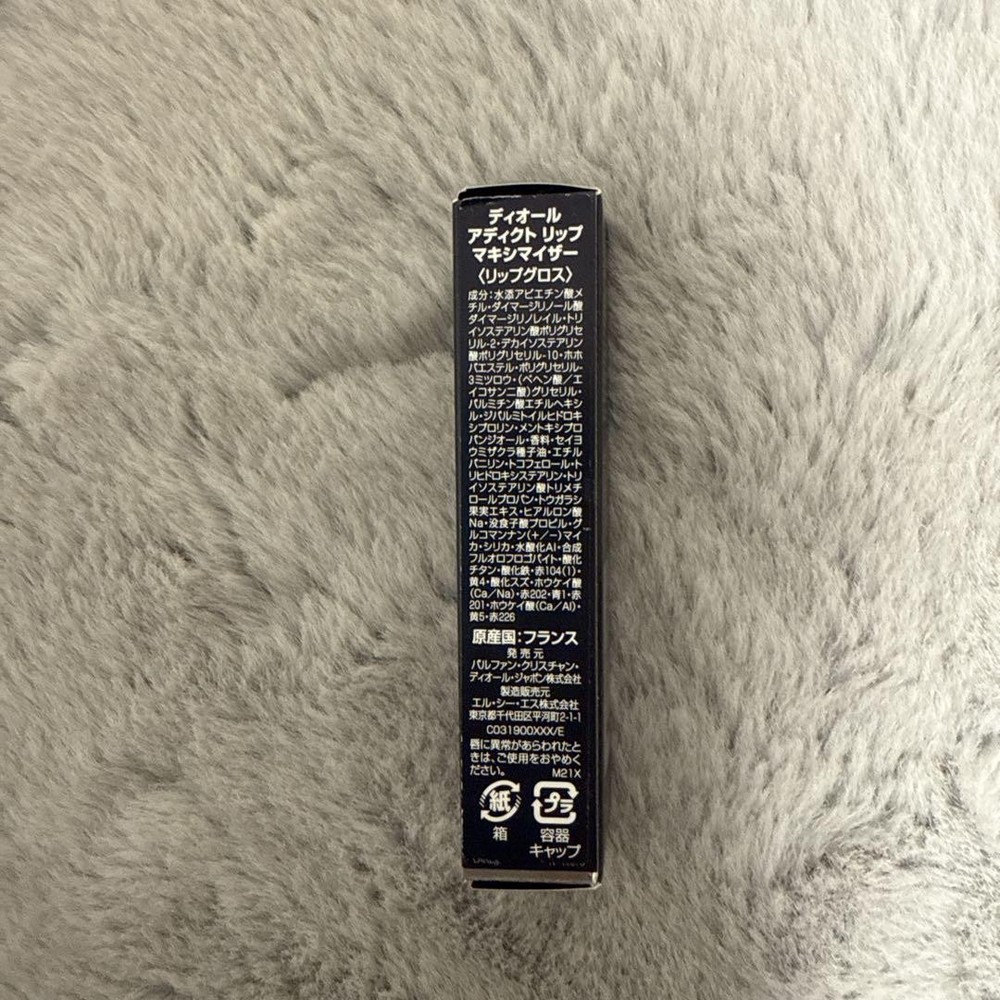 ディオール
アディクト リップ
マキシマイザー
〈リップグロス〉
成分:水添アビエチン酸メ
チル・ダイマージリノール酸
ダイマージリノレイル・トリ
イソステアリン酸ポリグリセ
リル-2・デカイソステアリン
酸ポリグリセリル-10・ホホ
バエステル・ポリグリセリル-
3ミツロウ・(ベヘン酸/エ
イコサン二酸)グリセリル・
パルミチン酸エチルヘキシ
ル・ジパルミトイルヒドロキ
シプロリン・メントキシプロ
パンジオール・香料・セイヨ
ウミザクラ種子油・エチル
バニリン・トコフェロール・ト
リヒドロキシステアリン・トリ
イソステアリン酸トリメチ
ロールプロパン・トウガラシ
果実エキス・ヒアルロン酸
Na・没食子酸プロピル・グ
ルコマンナン(+/-)マイ
カ・シリカ・水酸化Al・合成
フルオロフロゴパイト・酸化
チタン・酸化鉄・赤104(1)・
黄4・酸化スズ・ホウケイ酸
(Ca/Na)・赤202・青1・赤
201・ホウケイ酸(Ca/Al)・
黄5・赤226
原産国:フランス
発売元
パルファン・クリスチャン・
ディオール・ジャポン株式会社
製造販売元
エル・シー・エス株式会社
東京都千代田区平河町2-1-1
C031900XXX/E
唇に異常があらわれたと
きは、ご使用をおやめく
ださい。 M21X
紙 プラ
箱 容器
キャップ